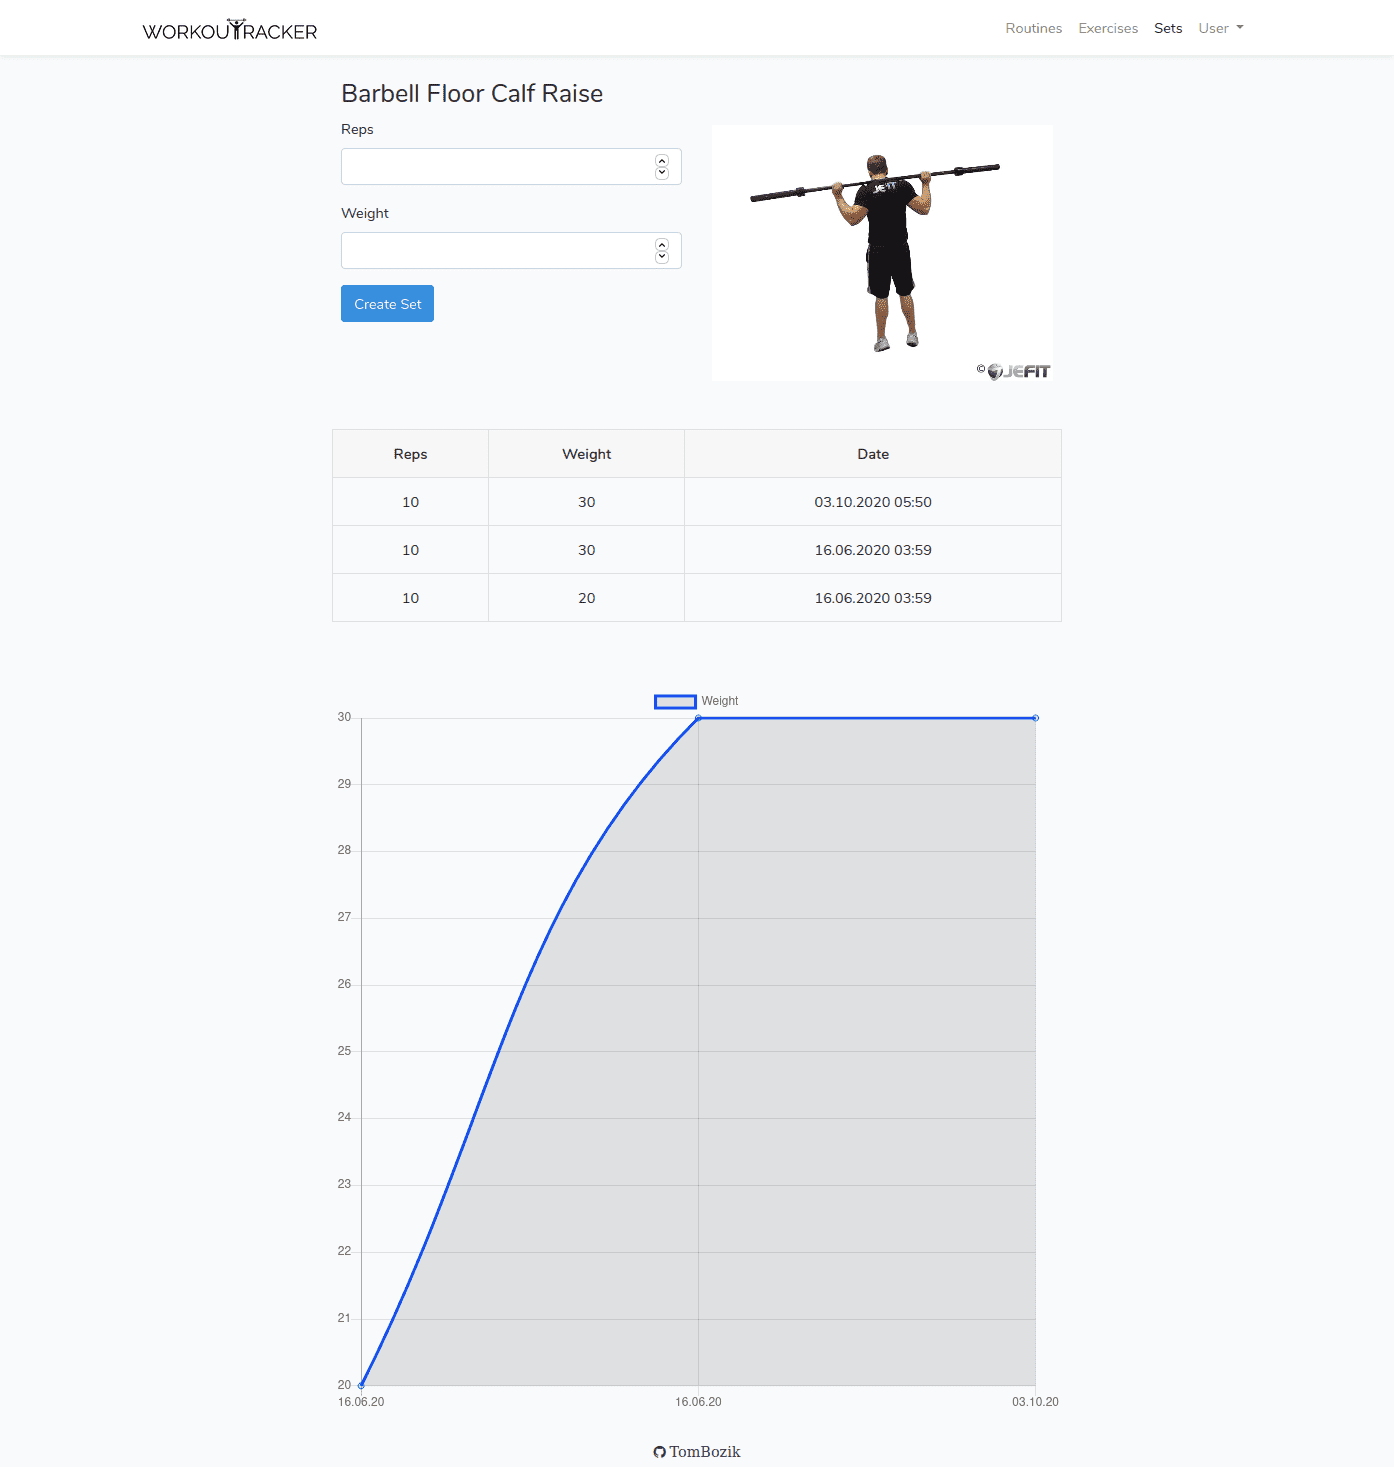 WORKOUTRACKER
Routines Exercises Sets User
Barbell Floor Calf Raise
Reps
Weight
Create Set
JEFIT
© JEFIT
Reps Weight Date
10 30 03.10.2020 05:50
10 30 16.06.2020 03:59
10 20 16.06.2020 03:59
Weight
30
29
28
27
26
25
24
23
22
21
20
16.06.20 16.06.20 03.10.20
TomBozik